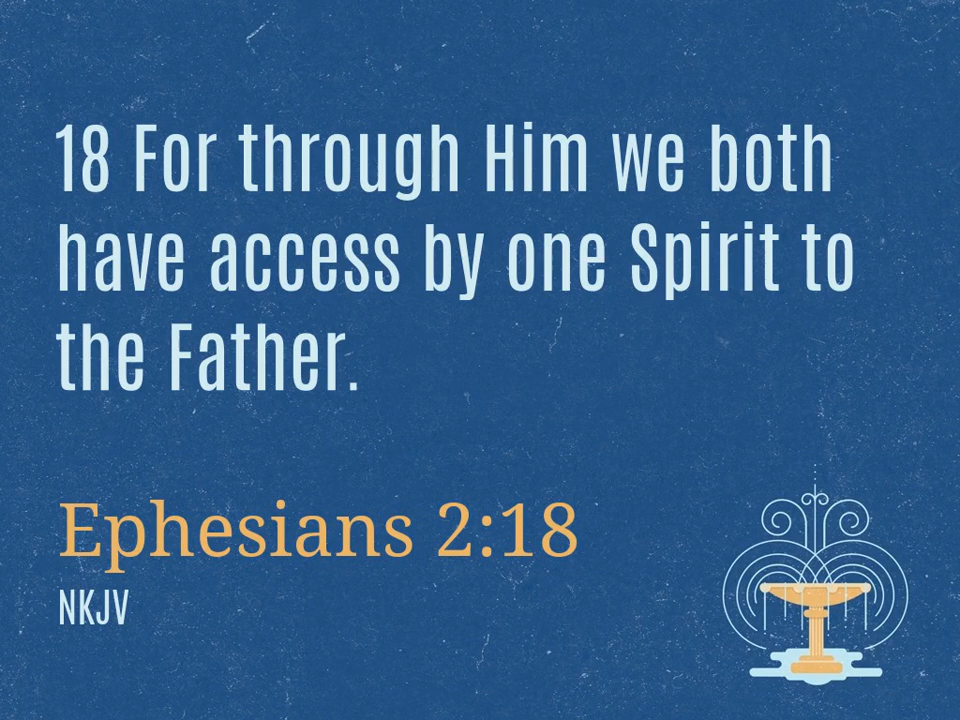 18 For through Him we both
have access by one Spirit to
the Father.
Ephesians 2:18
NKJV